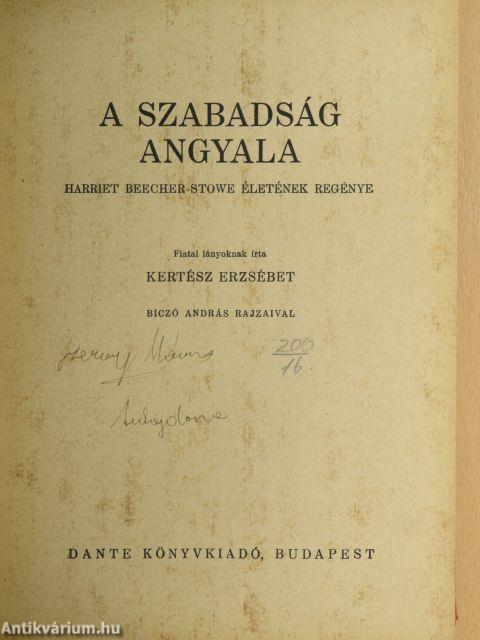 A SZABADSÁG
ANGYALA
HARRIET BEECHER-STOWE ÉLETÉNEK REGÉNYE
Fiatal lányoknak írta
KERTÉSZ ERZSÉBET
BICZÓ ANDRÁS RAJZAIVAL
200
16.
tulajdona
DANTE KÖNYVKIADÓ, BUDAPEST
Antikvárium.hu